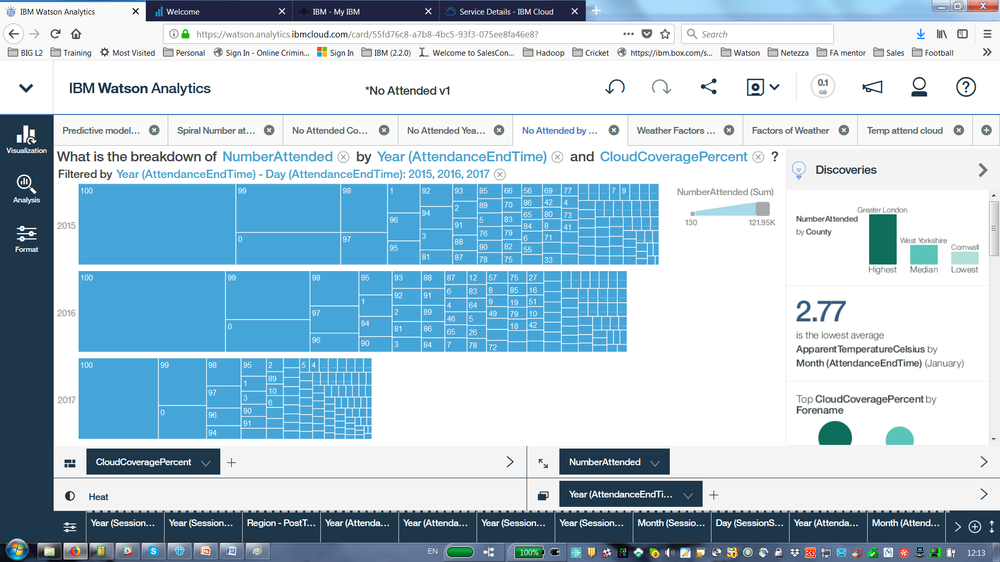 IBM Watson Analytics
Welcome
IBM - My IBM
Service Details - IBM Cloud
https://watson.analytics.ibmcloud.com/card/55fd76c8-a7b8-4bc5-93f3-075ee8fa46e8?
Search
BIG L2 Training Most Visited Personal Sign In - Online Crimin... Sign In IBM (2.2.0) Welcome to SalesCon... Hadoop Cricket https://ibm.box.com/s... Watson Netezza FA mentor Sales Football
IBM Watson Analytics
*No Attended v1
0.1
GB
Visualization
Analysis
Format
Predictive model... Spiral Number at... No Attended Co... No Attended Yea... No Attended by ... Weather Factors ... Factors of Weather Temp attend cloud
What is the breakdown of NumberAttended by Year (AttendanceEndTime) and CloudCoveragePercent ?
Filtered by Year (AttendanceEndTime) - Day (AttendanceEndTime): 2015, 2016, 2017
2015
100 99 98 1 92 93 85 66 56 69 77 ... ... ... 7 9 ... ... ...
86 42 4
2 89 70
94 65 80 73
96 91 5 83 84 8 41
3 76 79 6 71
0 97 88 90 82 55
95 81 87 78 75 33
2016
100 99 98 95 93 88 87 12 57 75 27
6 83 8 85 16
92 91 9 19 51
1 4 64
97 2 89 46 5 49 79 10
0 94 81 86 65 26 18 42
96 90 3 84 7 78 72
2017
100 99 98 95 2 5 4
1 89
97 3 10
0 96 90 6
94 91
NumberAttended (Sum)
130 121.95K
Discoveries
NumberAttended
by County
Greater London
West Yorkshire
Cornwall
Highest Median Lowest
2.77
is the lowest average
ApparentTemperatureCelsius by
Month (AttendanceEndTime) (January)
Top CloudCoveragePercent by
Forename
CloudCoveragePercent
NumberAttended
Heat
Year (AttendanceEndTi...
Year (Session... Year (Session... Region - PostT... Year (Attenda... Year (Attenda... Year (Session... Year (Session... Month (Sessio... Day (SessionS... Year (Attenda... Month (Attend...
EN
100%
12:13